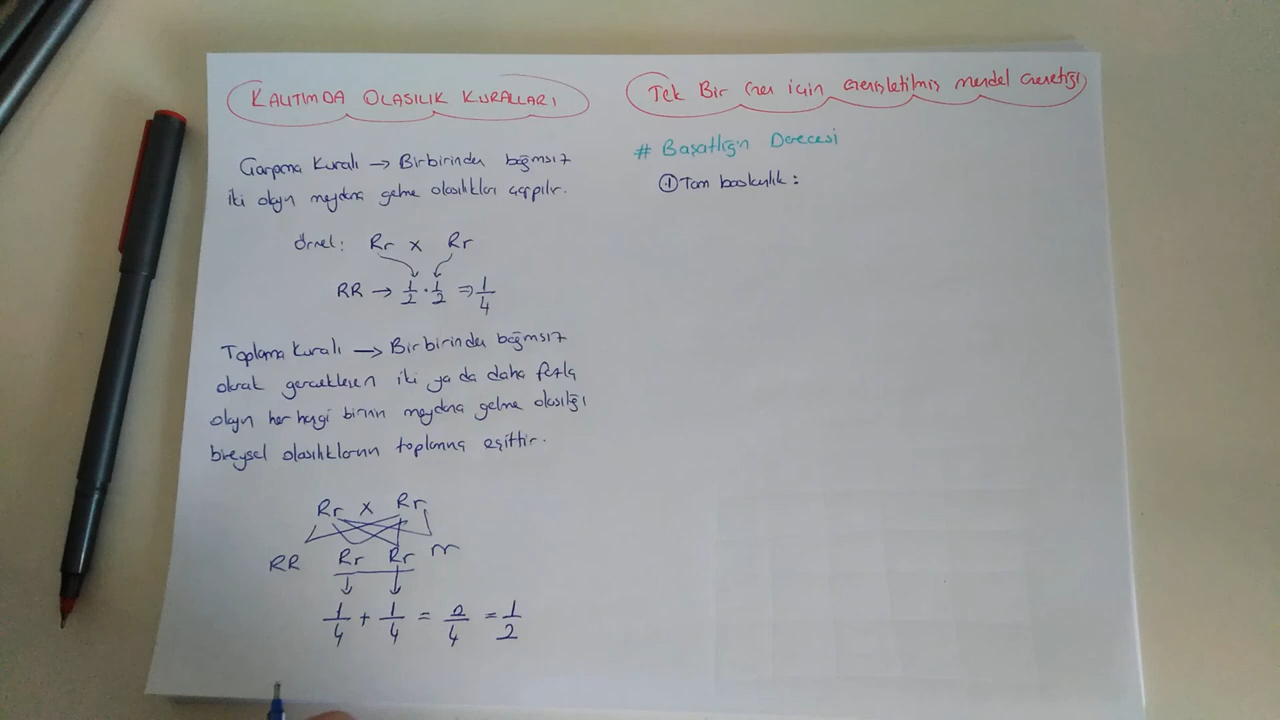 KALITIMDA OLASILIK KURALLARI
Çarpma Kuralı → Birbirinden bağımsız
iki olayın meydana gelme olasılıkları çarpılır.
Örnek: Rr x Rr
RR → 1/2 . 1/2 ⇒ 1/4
Toplama Kuralı → Birbirinden bağımsız
olarak gerçekleşen iki ya da daha fazla
olayın her hangi birinin meydana gelme olasılığı
bireysel olasılıklarının toplamına eşittir.
Rr x Rr
RR Rr Rr rr
1/4 + 1/4 = 2/4 = 1/2
Tek Bir Gen için Genişletilmiş mendel Genetiği
# Başatlığın Derecesi
① Tam baskınlık :